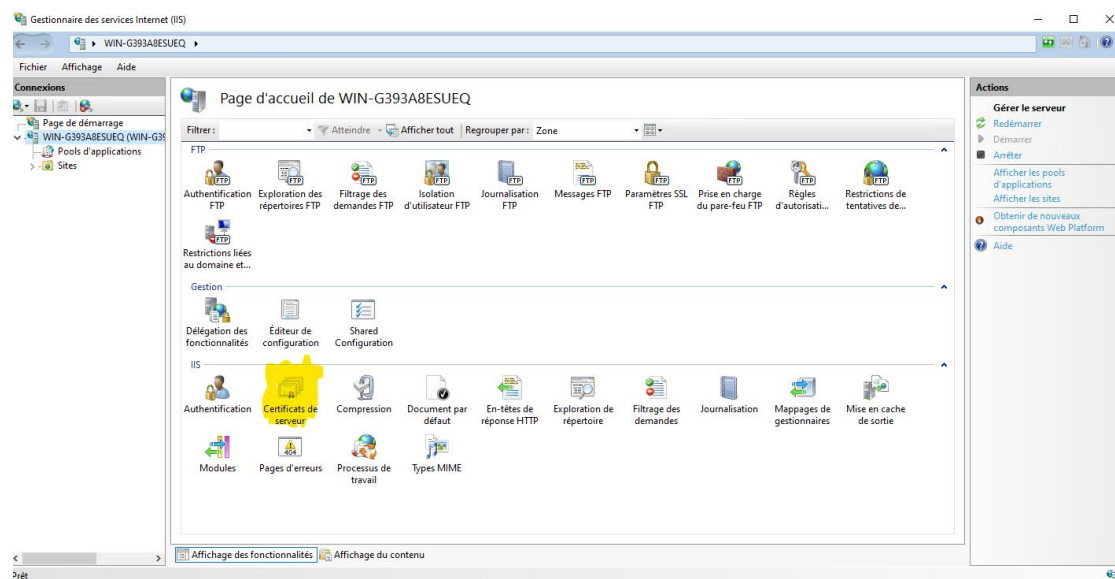 Gestionnaire des services Internet (IIS)
WIN-G393A8ESUEQ
Fichier Affichage Aide
Connexions
Page de démarrage
WIN-G393A8ESUEQ (WIN-G39
Pools d'applications
Sites
Page d'accueil de WIN-G393A8ESUEQ
Filtrer : Atteindre Afficher tout Regrouper par : Zone
FTP
Authentification Exploration des Filtrage des Isolation Journalisation Messages FTP Paramètres SSL Prise en charge Règles Restrictions de
FTP répertoires FTP demandes FTP d'utilisateur FTP FTP FTP du pare-feu FTP d'autorisati... tentatives de...
Restrictions liées
au domaine et...
Gestion
Délégation des Éditeur de Shared
fonctionnalités configuration Configuration
IIS
Authentification Certificats de Compression Document par En-têtes de Exploration de Filtrage des Journalisation Mappages de Mise en cache
serveur défaut réponse HTTP répertoire demandes gestionnaires de sortie
404
Modules Pages d'erreurs Processus de Types MIME
travail
Affichage des fonctionnalités Affichage du contenu
Actions
Gérer le serveur
Redémarrer
Démarrer
Arrêter
Afficher les pools
d'applications
Afficher les sites
Obtenir de nouveaux
composants Web Platform
Aide
Prêt